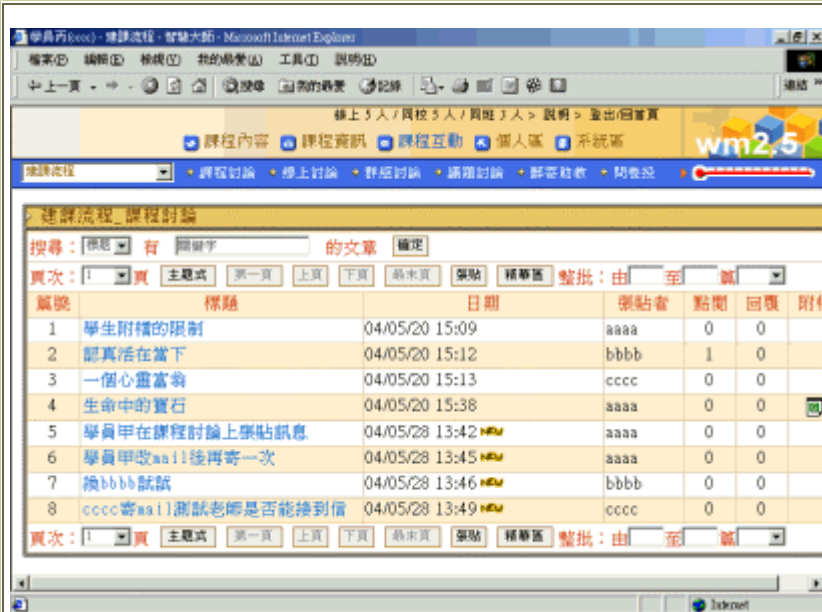 學員丙(cccc) - 建課流程 - 智慧大師 - Microsoft Internet Explorer
檔案(F) 編輯(E) 檢視(V) 我的最愛(A) 工具(T) 說明(H)
上一頁 搜尋 我的最愛 記錄 連結
線上 5 人 / 同校 5 人 / 同班 3 人 > 說明 > 登出/回首頁
課程內容 課程資訊 課程互動 個人區 系統區 wm2.5
建課流程 課程討論 線上討論 群組討論 議題討論 郵寄助教 問卷投
建課流程_課程討論
搜尋：標題 有 關鍵字 的文章 確定
頁次：1 頁 主題式 第一頁 上頁 下頁 最末頁 張貼 精華區 整批：由 至 篇
篇號 標題 日期 張貼者 點閱 回覆 附件
1 學生附檔的限制 04/05/20 15:09 aaaa 0 0
2 認真活在當下 04/05/20 15:12 bbbb 1 0
3 一個心靈富翁 04/05/20 15:13 cccc 0 0
4 生命中的寶石 04/05/20 15:38 aaaa 0 0
5 學員甲在課程討論上張貼訊息 04/05/28 13:42 NEW aaaa 0 0
6 學員甲改mail後再寄一次 04/05/28 13:45 NEW aaaa 0 0
7 換bbbb試試 04/05/28 13:46 NEW bbbb 0 0
8 cccc寄mail測試老師是否能接到信 04/05/28 13:49 NEW cccc 0 0
頁次：1 頁 主題式 第一頁 上頁 下頁 最末頁 張貼 精華區 整批：由 至 篇
Internet